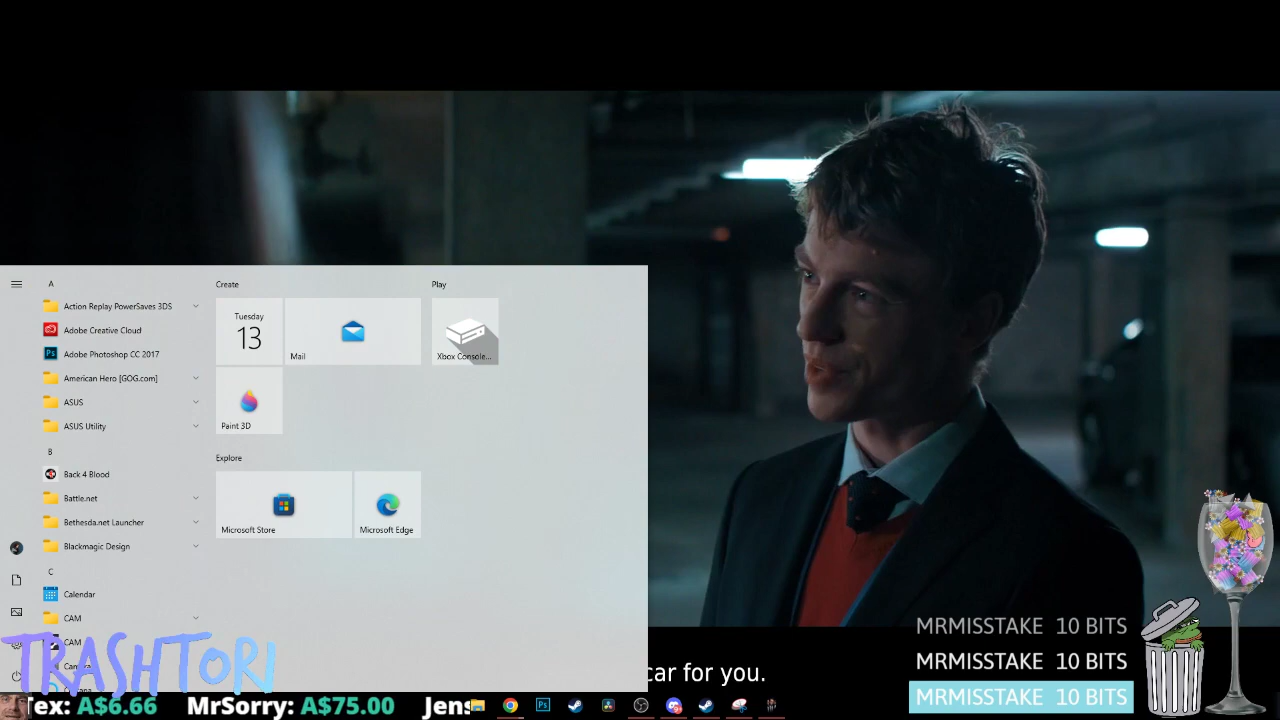 A
Action Replay PowerSaves 3DS
Adobe Creative Cloud
Adobe Photoshop CC 2017
American Hero [GOG.com]
ASUS
ASUS Utility
B
Back 4 Blood
Battle.net
Bethesda.net Launcher
Blackmagic Design
C
Calendar
CAM
CAM
Create
Tuesday
13
Mail
Paint 3D
Play
Xbox Console...
Explore
Microsoft Store
Microsoft Edge
TRASHTORI
car for you.
MRMISSTAKE 10 BITS
MRMISSTAKE 10 BITS
MRMISSTAKE 10 BITS
Tex: A$6.66 MrSorry: A$75.00 Jens